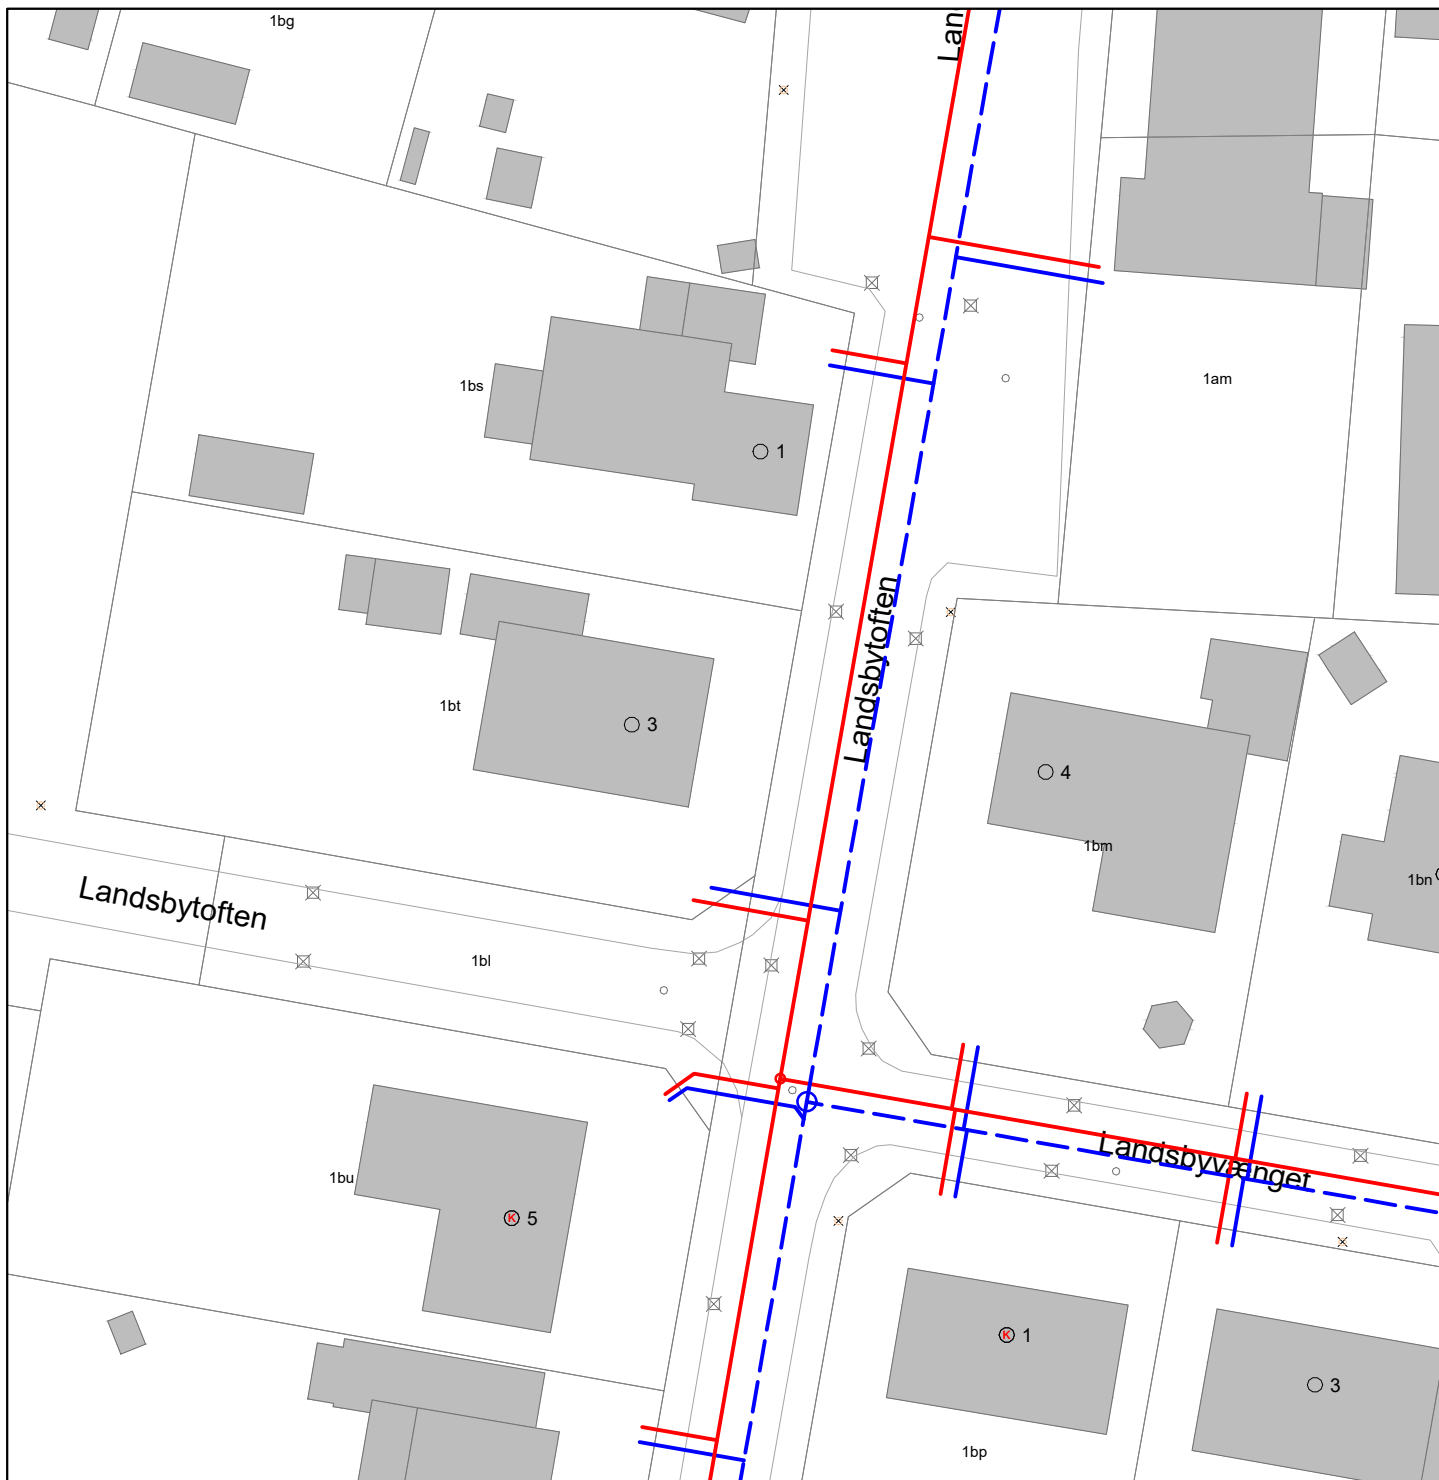 1bg
Lan
1bs
1am
1
Landsbytoften
1bt
3
4
1bm
1bn
Landsbytoften
1bl
Landsbyvænget
1bu
K 5
K 1
3
1bp